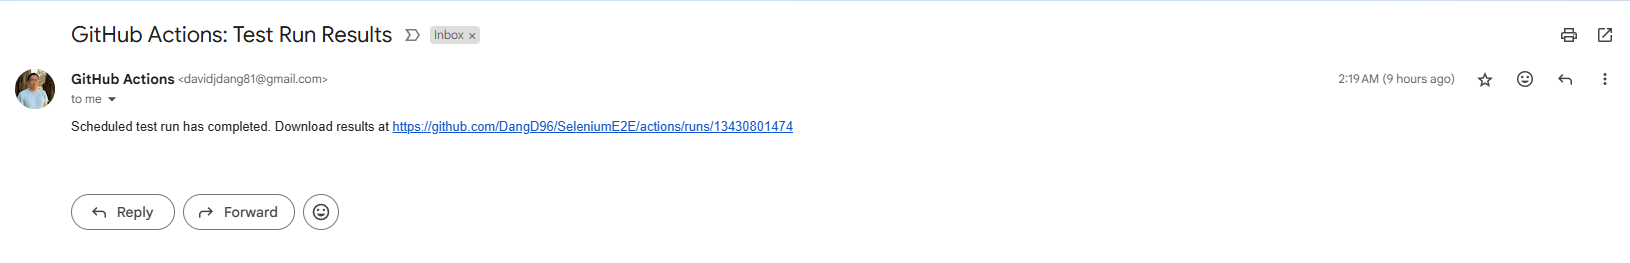 GitHub Actions: Test Run Results Inbox ×
GitHub Actions <davidjdang81@gmail.com> 2:19 AM (9 hours ago)
to me
Scheduled test run has completed. Download results at https://github.com/DangD96/SeleniumE2E/actions/runs/13430801474
Reply Forward